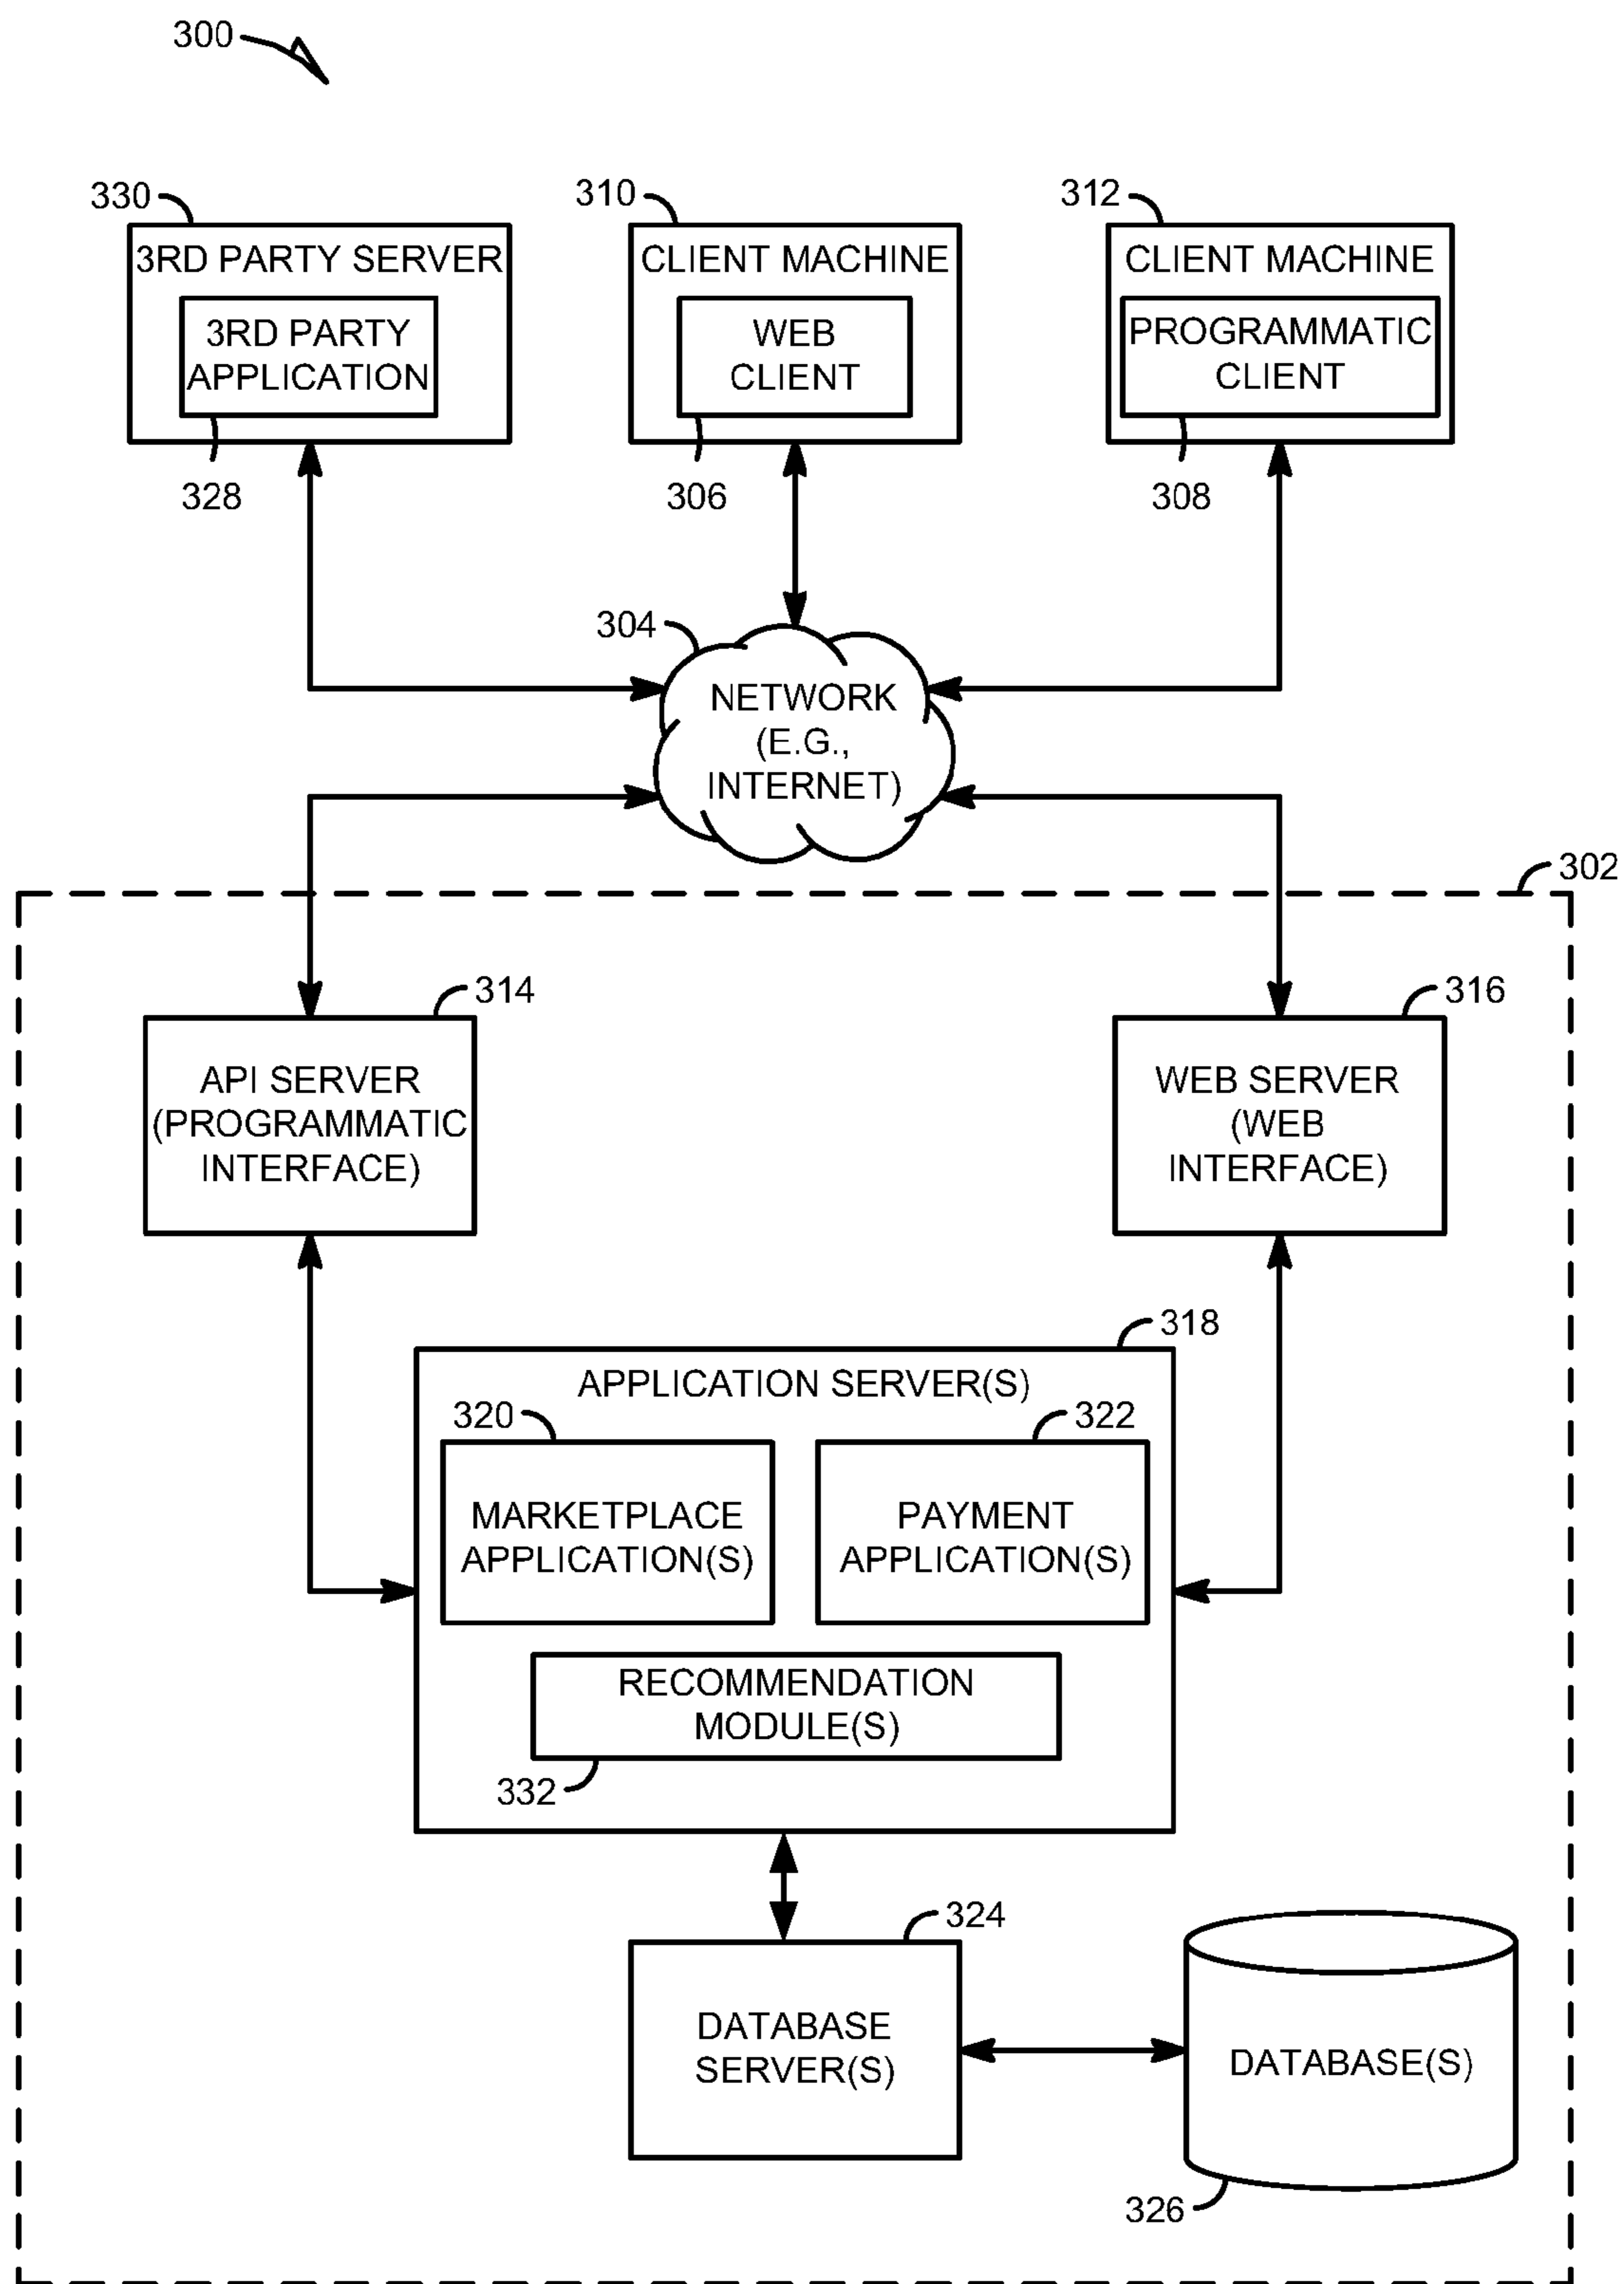 300
330
310
312
3RD PARTY SERVER
3RD PARTY
APPLICATION
328
CLIENT MACHINE
WEB
CLIENT
306
CLIENT MACHINE
PROGRAMMATIC
CLIENT
308
304
NETWORK
(E.G.,
INTERNET)
302
314
API SERVER
(PROGRAMMATIC
INTERFACE)
316
WEB SERVER
(WEB
INTERFACE)
318
APPLICATION SERVER(S)
320
MARKETPLACE
APPLICATION(S)
322
PAYMENT
APPLICATION(S)
RECOMMENDATION
MODULE(S)
332
324
DATABASE
SERVER(S)
DATABASE(S)
326